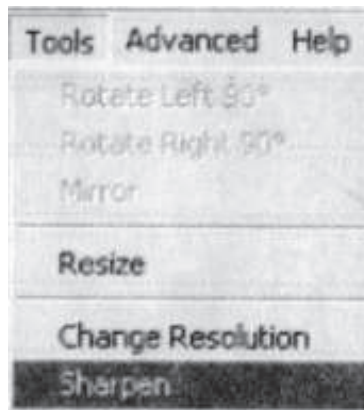 Tools Advanced Help
Rotate Left 90°
Rotate Right 90°
Mirror
Resize
Change Resolution
Sharpen